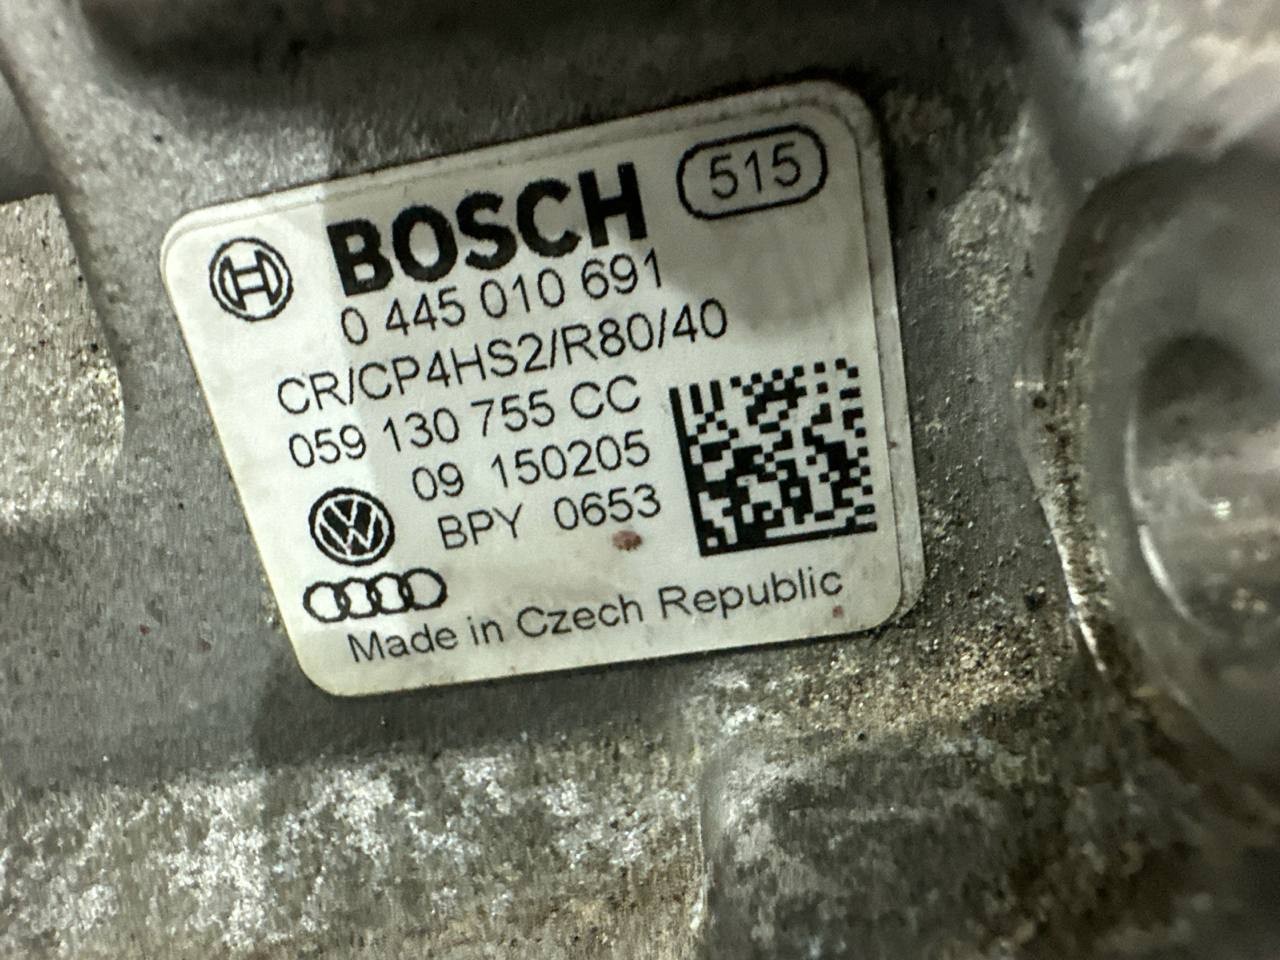 BOSCH 515
0 445 010 691
CR/CP4HS2/R80/40
059 130 755 CC
09 150205
BPY 0653
Made in Czech Republic